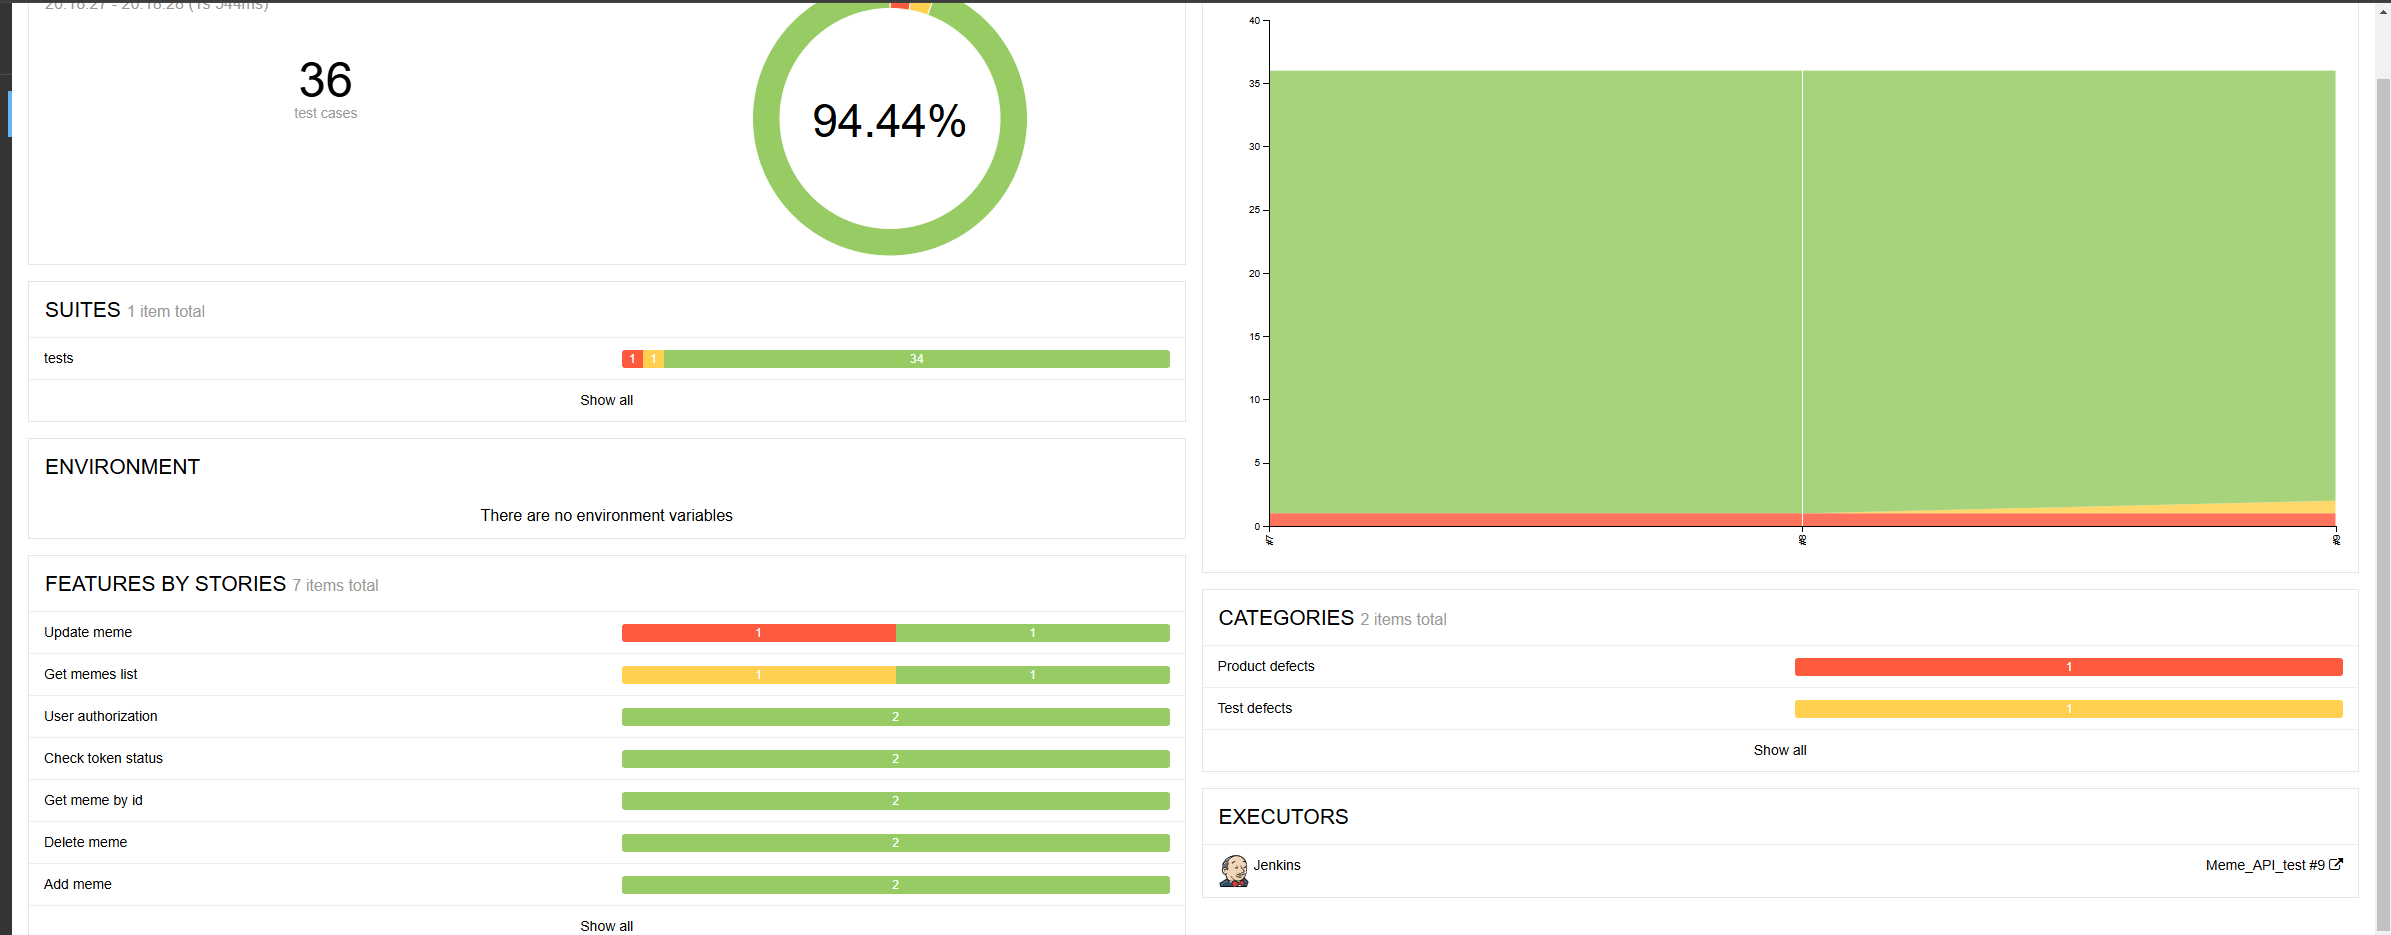 20:18:27 - 20:18:28 (1s 544ms)
36
test cases
94.44%
SUITES 1 item total
tests
1 1 34
Show all
ENVIRONMENT
There are no environment variables
FEATURES BY STORIES 7 items total
Update meme
1 1
Get memes list
1 1
User authorization
2
Check token status
2
Get meme by id
2
Delete meme
2
Add meme
2
Show all
40
35
30
25
20
15
10
5
0
#7
#8
#9
CATEGORIES 2 items total
Product defects
1
Test defects
1
Show all
EXECUTORS
Jenkins
Meme_API_test #9